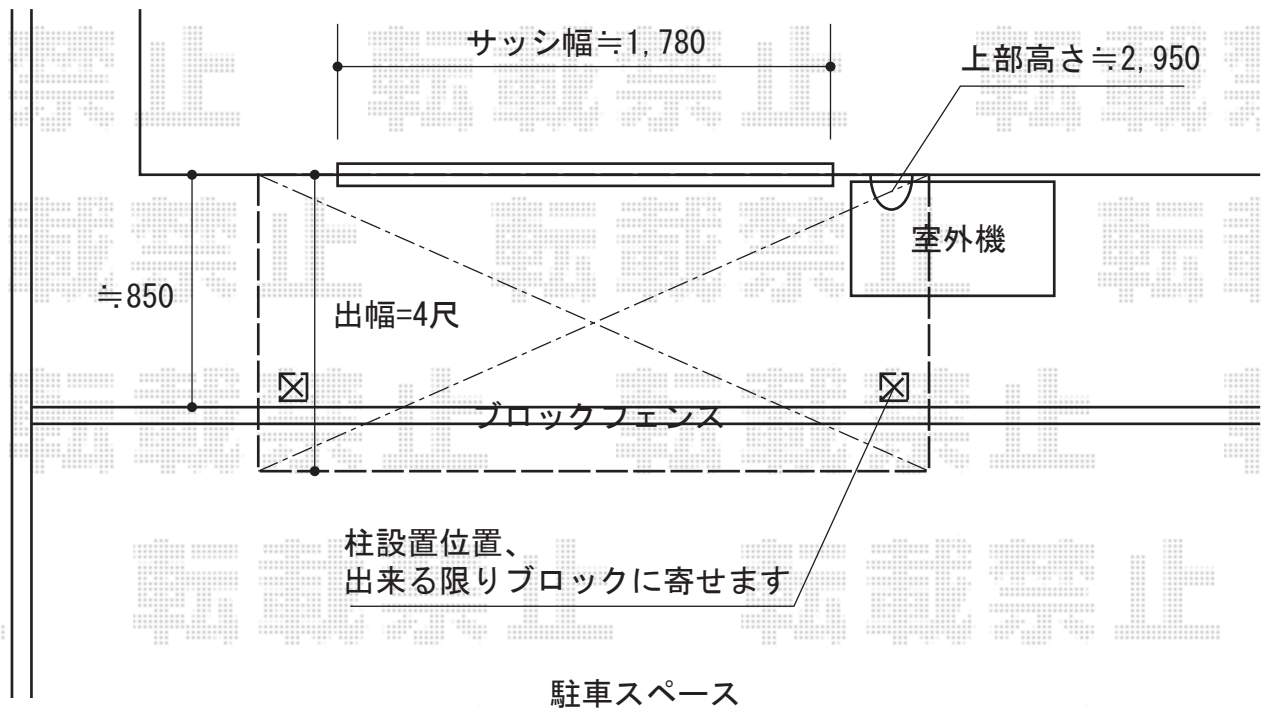 サッシ幅≒1,780
上部高さ≒2,950
室外機
≒850
出幅=4尺
ブロックフェンス
柱設置位置、
出来る限りブロックに寄せます
駐車スペース
転載禁止